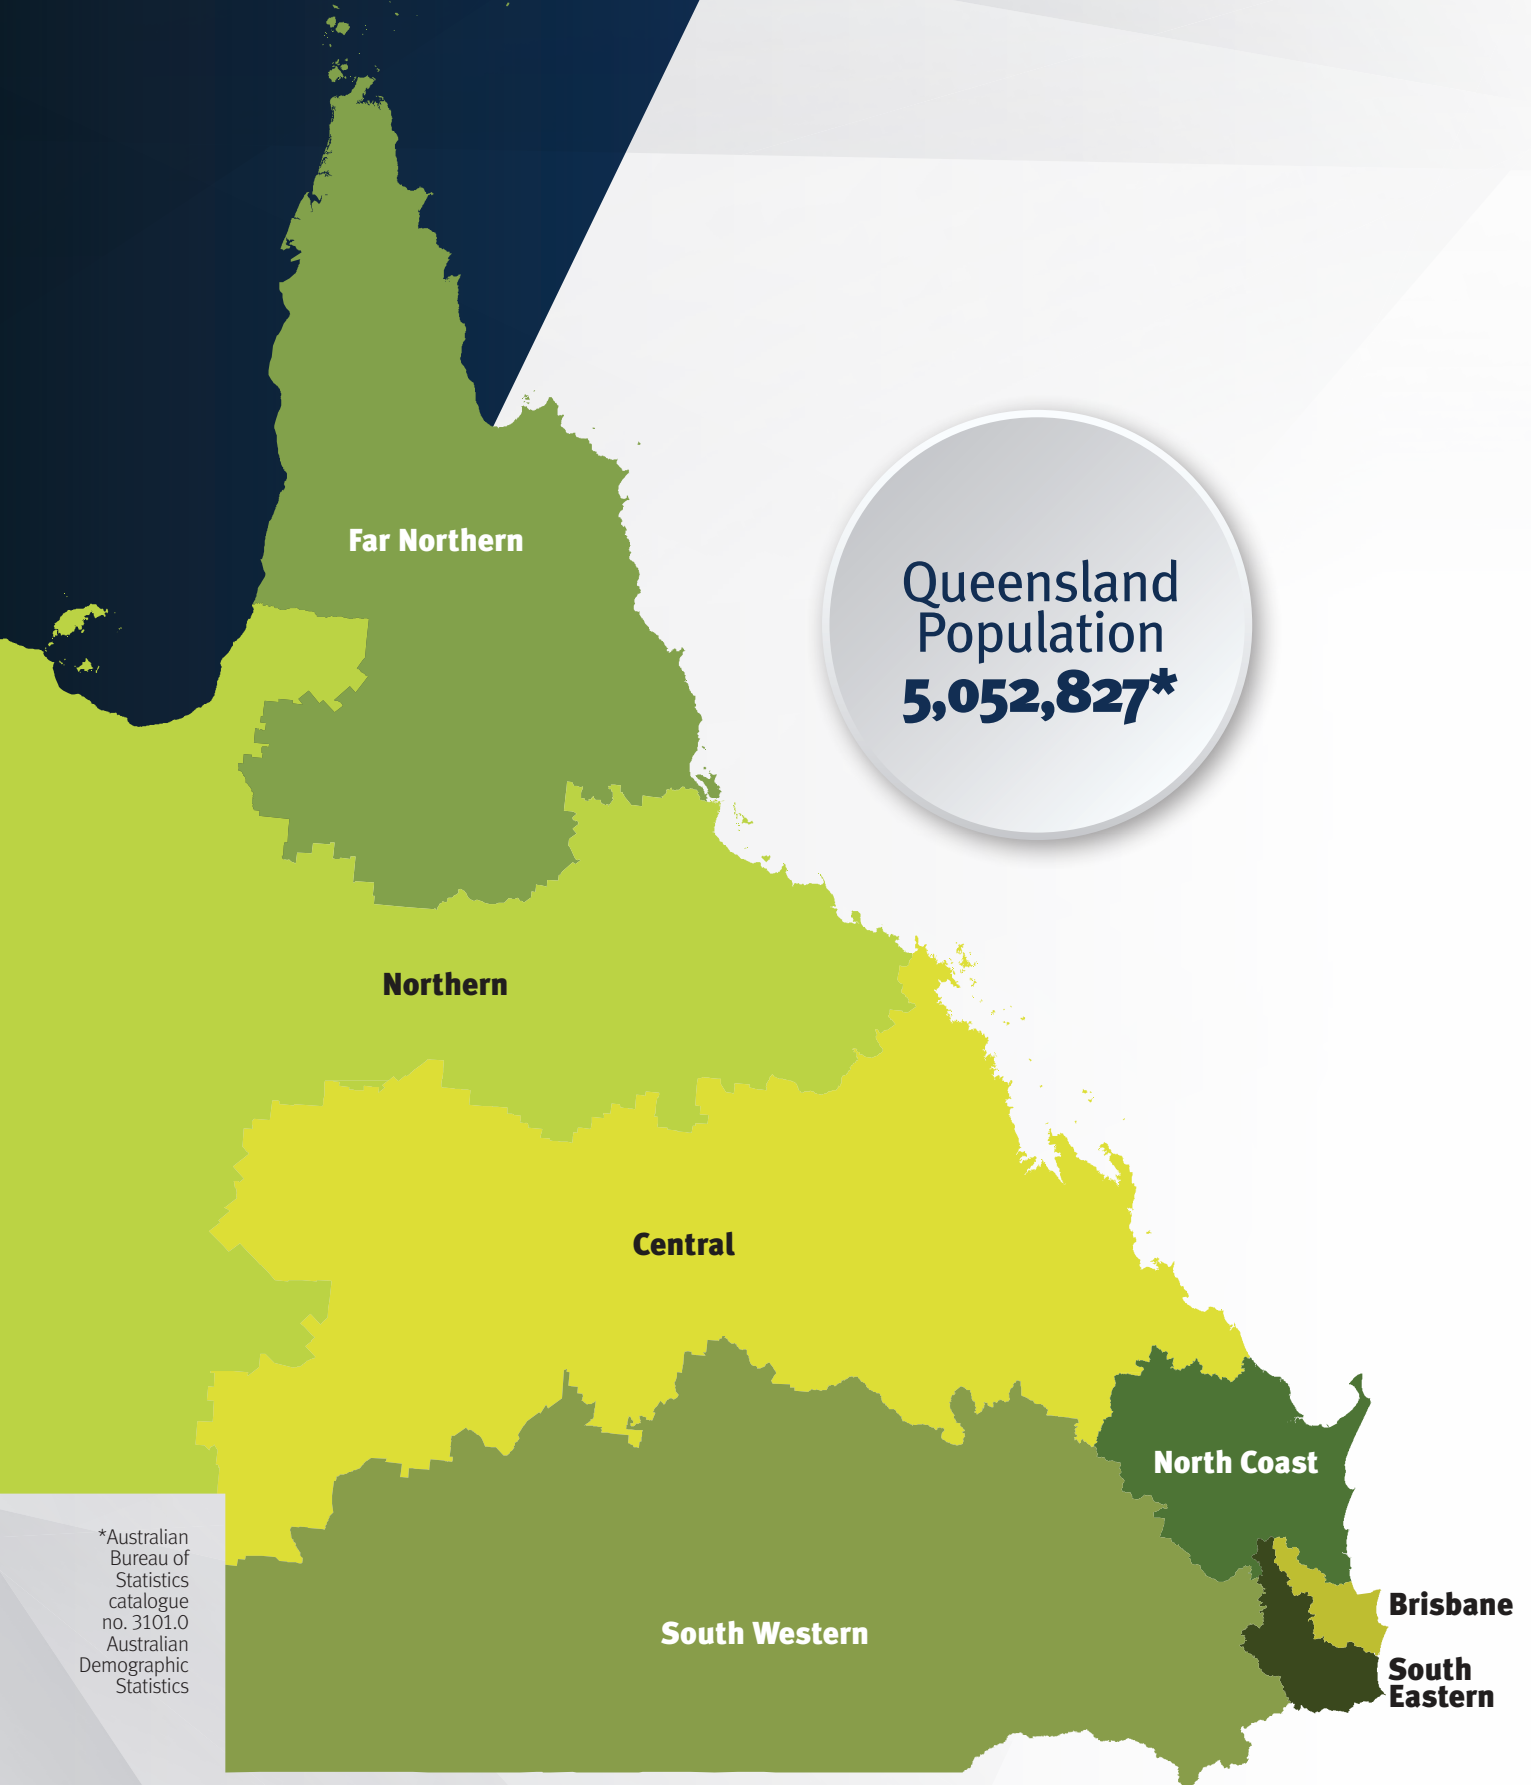 Far Northern
Queensland
Population
5,052,827*
Northern
Central
North Coast
*Australian
Bureau of
Statistics
catalogue
no. 3101.0
Australian
Demographic
Statistics
South Western
Brisbane
South
Eastern